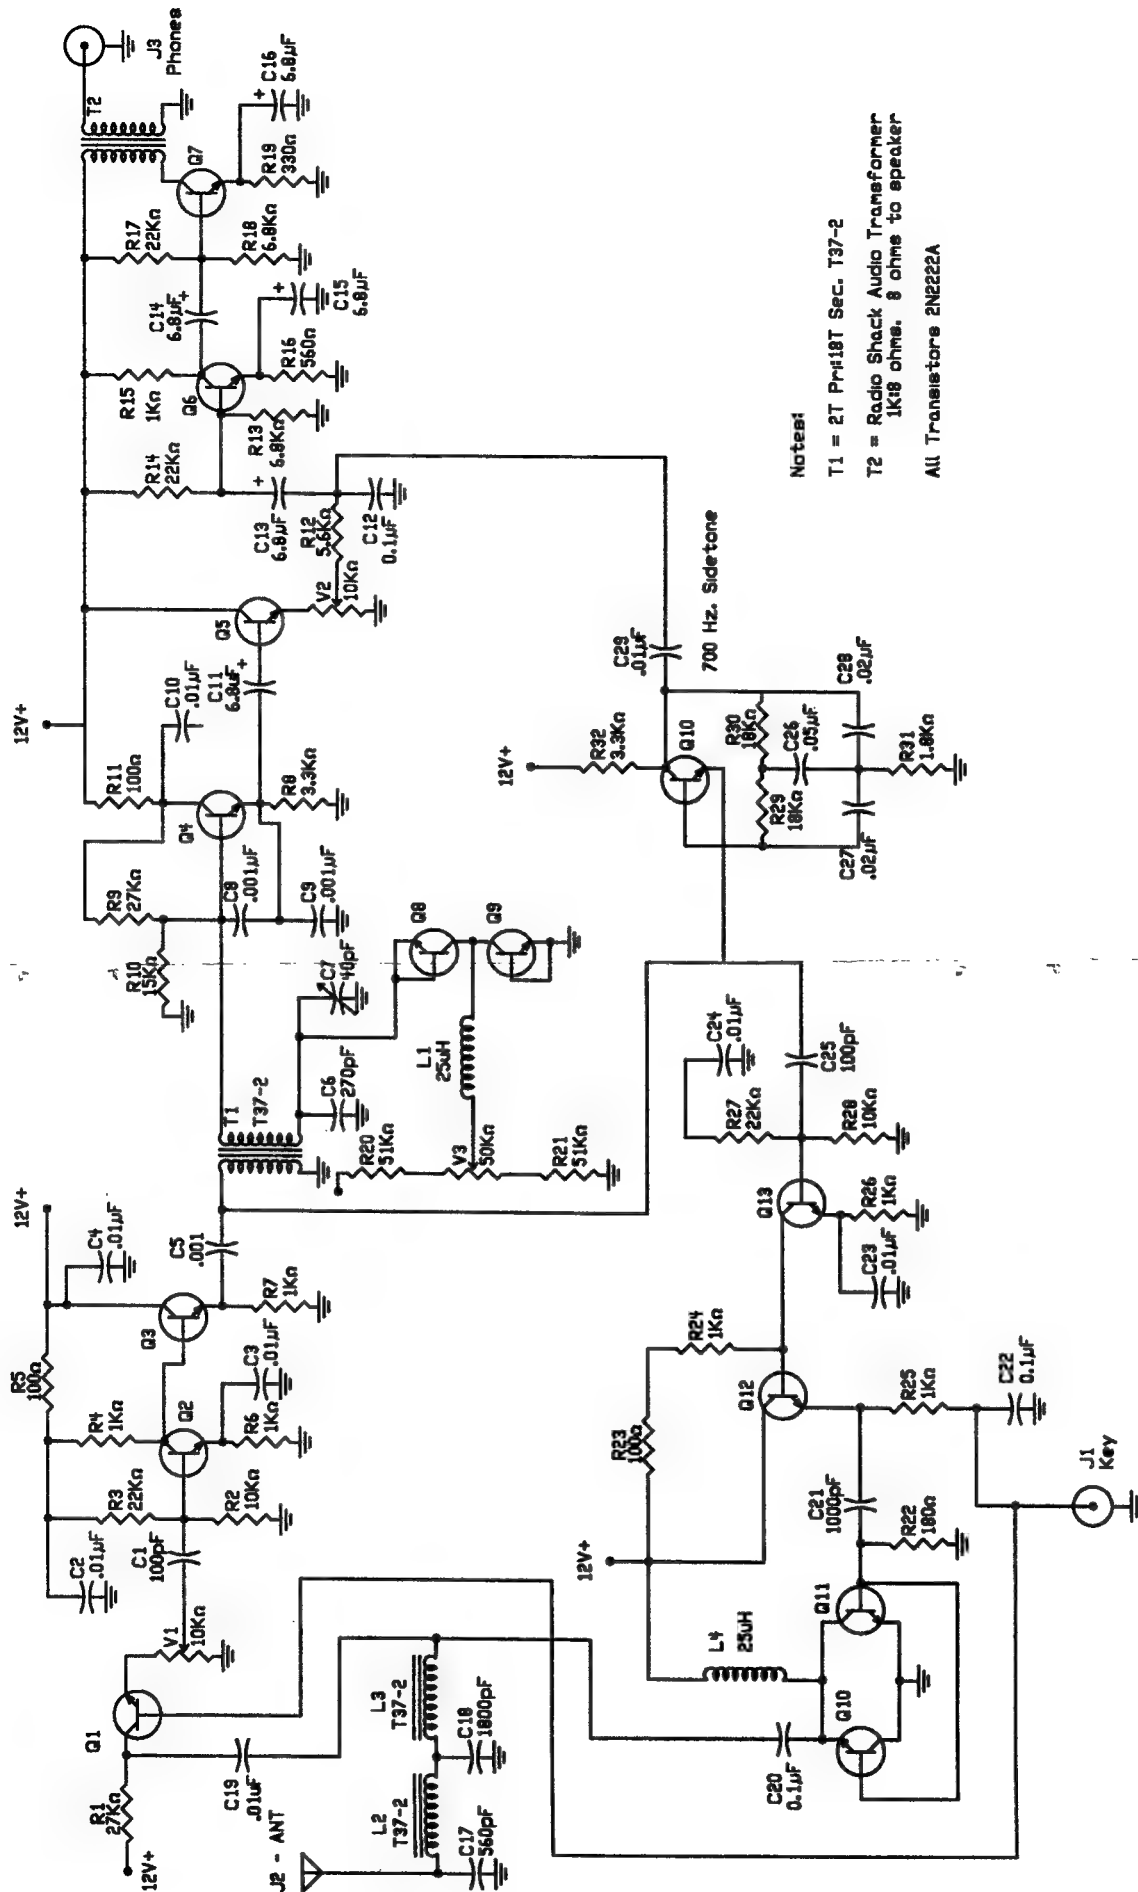 12V+
R1
27KΩ
Q1
C19
.01uF
J2 - ANT
V1
10KΩ
C2
.01µF
C1
100pF
R3
22KΩ
R2
10KΩ
R4
1KΩ
Q2
R6
1KΩ
C3
.01µF
R5
100Ω
Q3
R7
1KΩ
C4
.01µF
12V+
C5
.001
T1
T37-2
C6
270pF
C7
40pF
R10
15KΩ
R9
27KΩ
C8
.001µF
C9
.001µF
Q4
R11
100Ω
R8
3.3KΩ
12V+
C10
.01µF
C11
6.8uF
+
Q5
V2
10KΩ
R12
5.6KΩ
C12
0.1µF
C13
6.8µF
+
R14
22KΩ
R13
6.8KΩ
R15
1KΩ
Q6
R16
560Ω
C14
6.8µF
+
C15
6.8µF
+
R17
22KΩ
R18
6.8KΩ
Q7
R19
330Ω
C16
6.8µF
+
T2
J3
Phones
R20
51KΩ
V3
50KΩ
R21
51KΩ
L1
25uH
Q8
Q9
L2
T37-2
L3
T37-2
C17
560pF
C18
1800pF
C20
0.1µF
L4
25uH
Q10
Q11
12V+
C21
1000pF
R22
180Ω
R23
100Ω
Q12
R24
1KΩ
R25
1KΩ
C22
0.1µF
J1
Key
C23
.01µF
Q13
R26
1KΩ
R27
22KΩ
R28
10KΩ
C24
.01µF
C25
100pF
12V+
R32
3.3KΩ
Q10
R29
18KΩ
R30
18KΩ
C26
.05µF
C27
.02µF
C28
.02µF
R31
1.8KΩ
C29
.01µF
700 Hz. Sidetone
Notes:
T1 = 2T Pri:18T Sec. T37-2
T2 = Radio Shack Audio Transformer
1K:8 ohms. 8 ohms to speaker
All Transistors 2N2222A